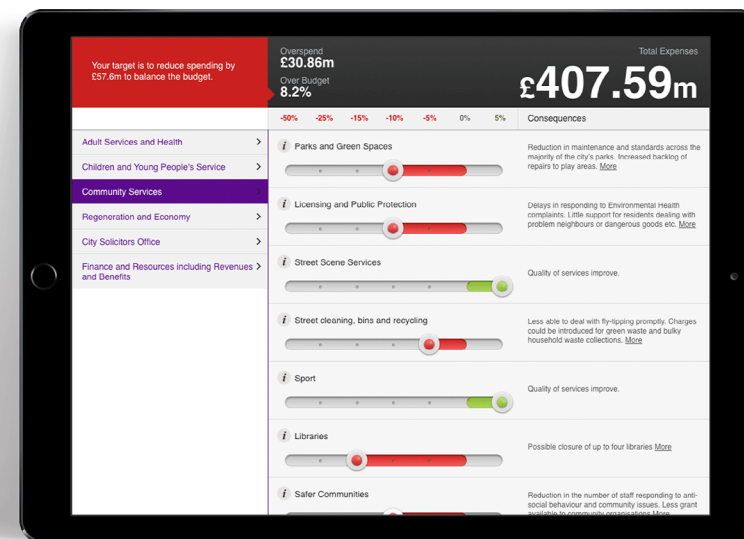 Your target is to reduce spending by
£57.6m to balance the budget.
Overspend
£30.86m
Over Budget
8.2%
Total Expenses
£407.59m
-50% -25% -15% -10% -5% 0% 5% Consequences
Adult Services and Health
Children and Young People's Service
Community Services
Regeneration and Economy
City Solicitors Office
Finance and Resources including Revenues
and Benefits
i Parks and Green Spaces
Reduction in maintenance and standards across the
majority of the city's parks. Increased backlog of
repairs to play areas. More
i Licensing and Public Protection
Delays in responding to Environmental Health
complaints. Little support for residents dealing with
problem neighbours or dangerous goods etc. More
i Street Scene Services
Quality of services improve.
i Street cleaning, bins and recycling
Less able to deal with fly-tipping promptly. Charges
could be introduced for green waste and bulky
household waste collections. More
i Sport
Quality of services improve.
i Libraries
Possible closure of up to four libraries More
i Safer Communities
Reduction in the number of staff responding to anti-
social behaviour and community issues. Less grant
available to community organisations More